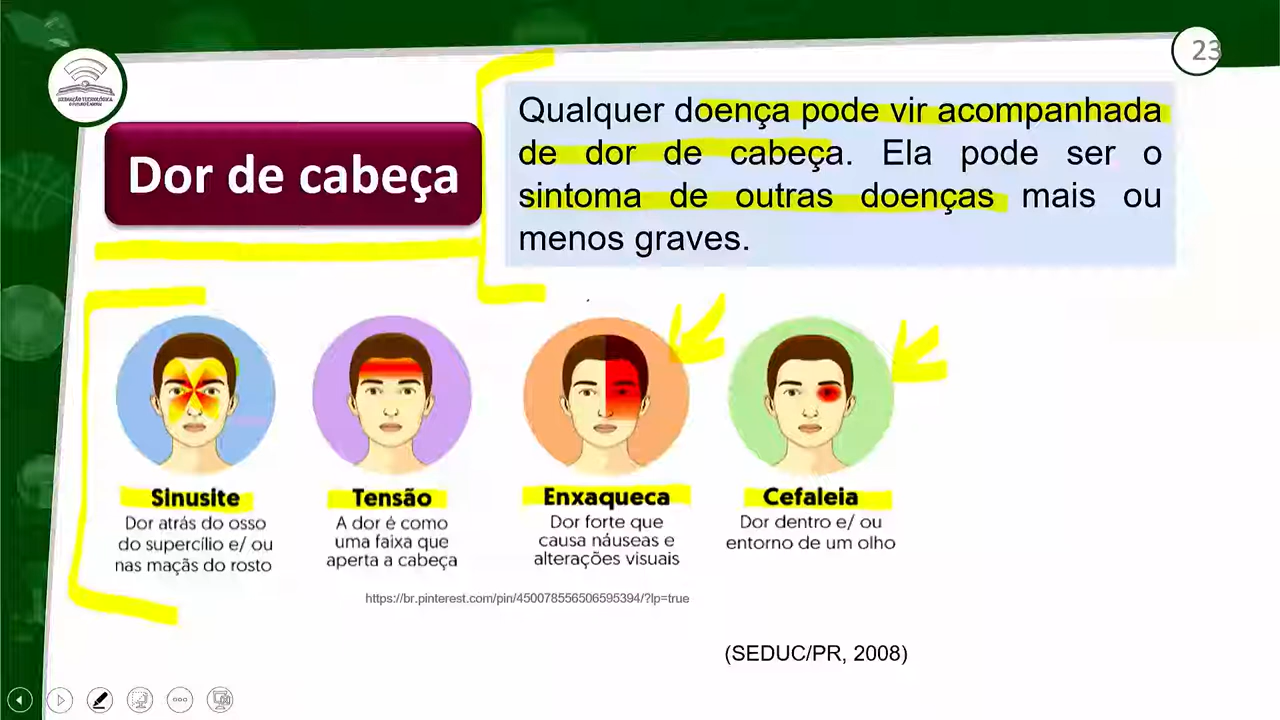 23
Dor de cabeça
Qualquer doença pode vir acompanhada
de dor de cabeça. Ela pode ser o
sintoma de outras doenças mais ou
menos graves.
Sinusite
Dor atrás do osso
do supercílio e/ ou
nas maçãs do rosto
Tensão
A dor é como
uma faixa que
aperta a cabeça
Enxaqueca
Dor forte que
causa náuseas e
alterações visuais
Cefaleia
Dor dentro e/ ou
entorno de um olho
https://br.pinterest.com/pin/450078556506595394/?lp=true
(SEDUC/PR, 2008)